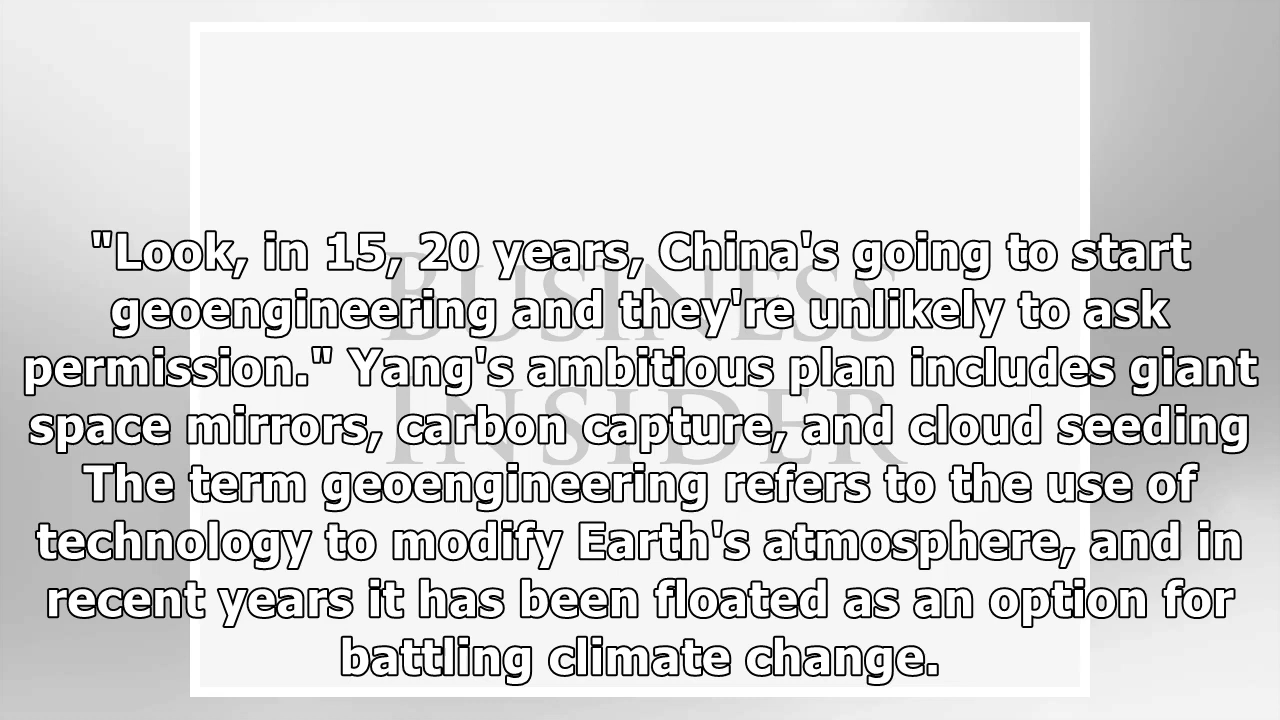 "Look, in 15, 20 years, China's going to start
geoengineering and they're unlikely to ask
permission." Yang's ambitious plan includes giant
space mirrors, carbon capture, and cloud seeding
The term geoengineering refers to the use of
technology to modify Earth's atmosphere, and in
recent years it has been floated as an option for
battling climate change.
BUSINESS
INSIDER